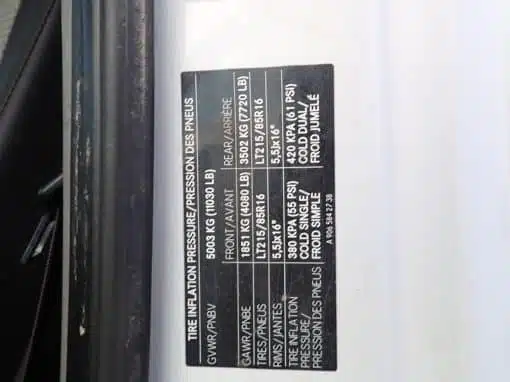 TIRE INFLATION PRESSURE/PRESSION DES PNEUS
GVWR/PNBV 5003 KG (11030 LB)
FRONT/AVANT REAR/ARRIÈRE
GAWR/PNBE 1851 KG (4080 LB) 3502 KG (7720 LB)
TIRES/PNEUS LT215/85R16 LT215/85R16
RIMS/JANTES 5,5Jx16" 5,5Jx16"
TIRE INFLATION 380 KPA (55 PSI) 420 KPA (61 PSI)
PRESSURE/ COLD SINGLE/ COLD DUAL/
PRESSION DES PNEUS FROID SIMPLE FROID JUMELÉ
A 906 584 27 38